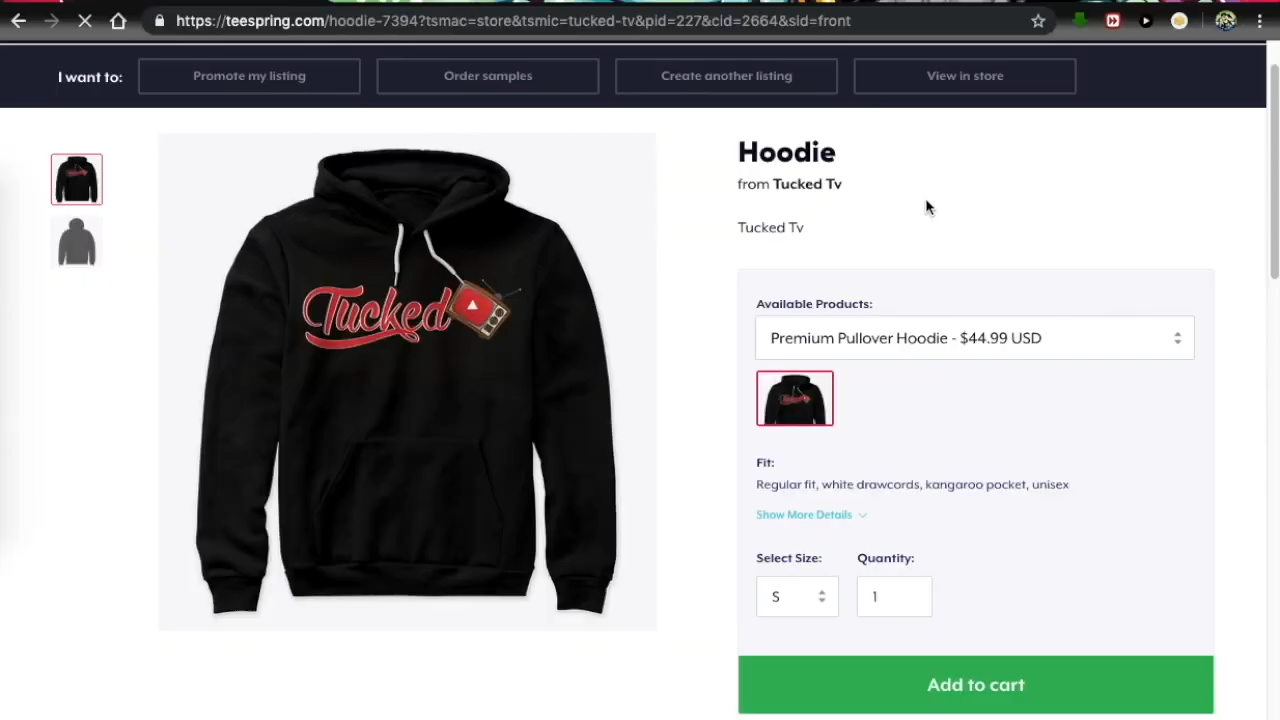 https://teespring.com/hoodie-7394?tsmac=store&tsmic=tucked-tv&pid=227&cid=2664&sid=front
I want to:
Promote my listing
Order samples
Create another listing
View in store
Hoodie
from Tucked Tv
Tucked Tv
Tucked
Available Products:
Premium Pullover Hoodie - $44.99 USD
Fit:
Regular fit, white drawcords, kangaroo pocket, unisex
Show More Details
Select Size:
Quantity:
S
1
Add to cart